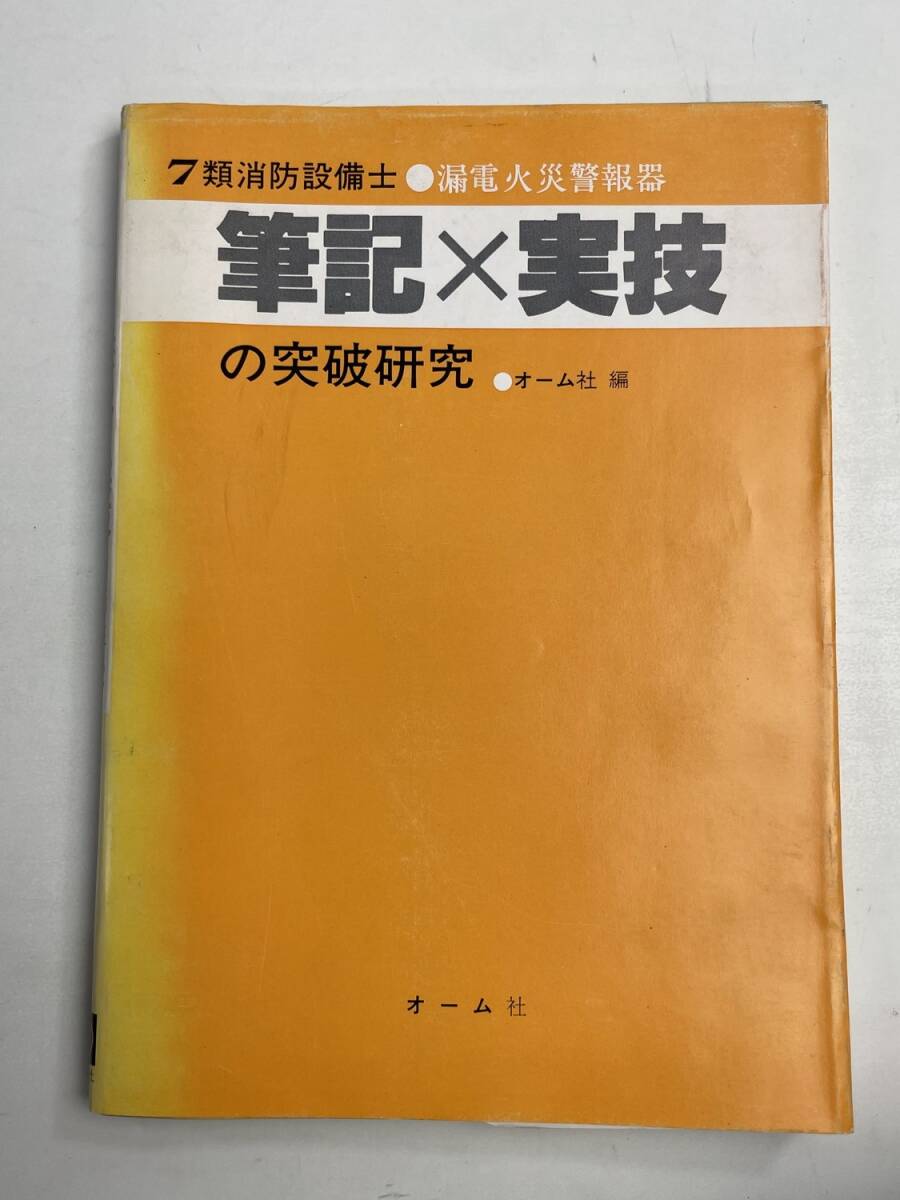 7類消防設備士●漏電火災警報器
筆記×実技
の突破研究 ●オーム社 編
オーム社
社